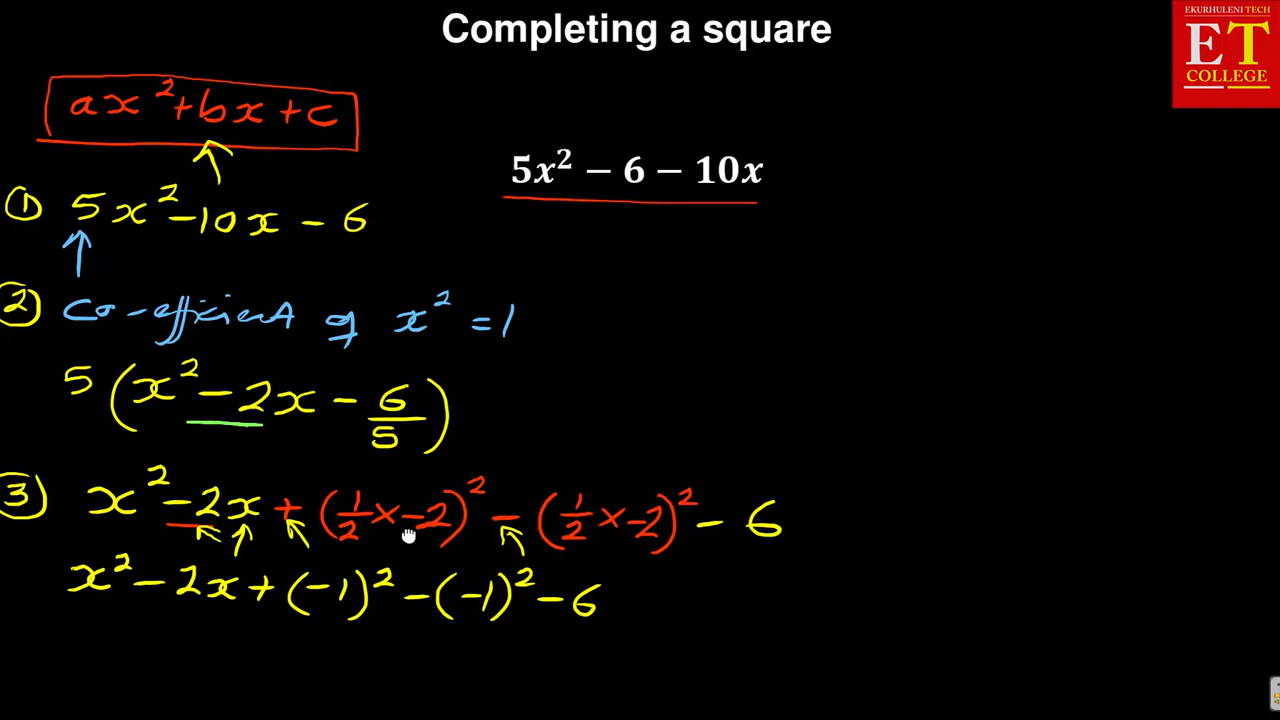 Completing a square
EKURHULENI TECH
ET
COLLEGE
ax² + bx + c
5x² − 6 − 10x
① 5x² − 10x − 6
② Co-efficient of x² = 1
5 (x² − 2x − 6/5)
③ x² − 2x + (1/2 × −2)² − (1/2 × −2)² − 6
x² − 2x + (−1)² − (−1)² − 6